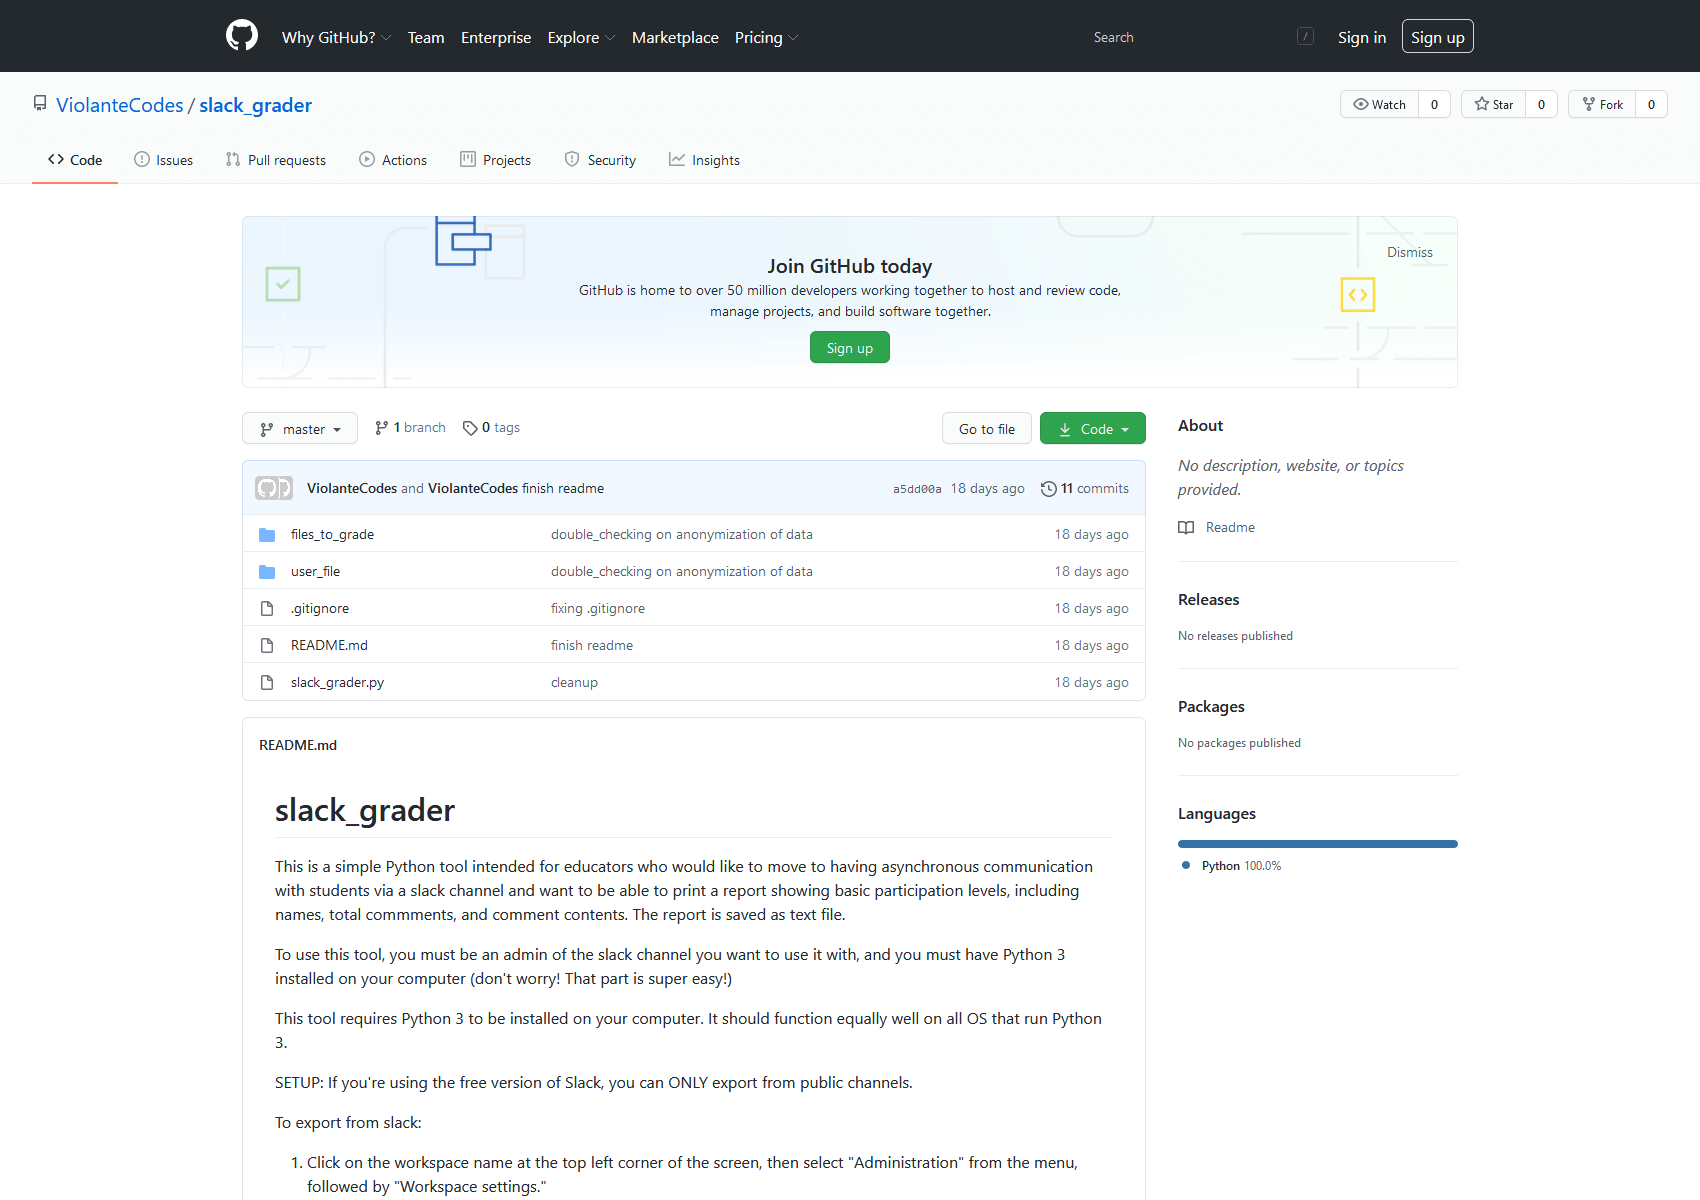 Why GitHub? Team Enterprise Explore Marketplace Pricing Search / Sign in Sign up
ViolanteCodes / slack_grader Watch 0 Star 0 Fork 0
Code Issues Pull requests Actions Projects Security Insights
Dismiss
Join GitHub today
GitHub is home to over 50 million developers working together to host and review code,
manage projects, and build software together.
Sign up
master 1 branch 0 tags Go to file Code
ViolanteCodes and ViolanteCodes finish readme a5dd00a 18 days ago 11 commits
files_to_grade double_checking on anonymization of data 18 days ago
user_file double_checking on anonymization of data 18 days ago
.gitignore fixing .gitignore 18 days ago
README.md finish readme 18 days ago
slack_grader.py cleanup 18 days ago
README.md
slack_grader
This is a simple Python tool intended for educators who would like to move to having asynchronous communication
with students via a slack channel and want to be able to print a report showing basic participation levels, including
names, total commments, and comment contents. The report is saved as text file.
To use this tool, you must be an admin of the slack channel you want to use it with, and you must have Python 3
installed on your computer (don't worry! That part is super easy!)
This tool requires Python 3 to be installed on your computer. It should function equally well on all OS that run Python
3.
SETUP: If you're using the free version of Slack, you can ONLY export from public channels.
To export from slack:
1. Click on the workspace name at the top left corner of the screen, then select "Administration" from the menu,
followed by "Workspace settings."
About
No description, website, or topics
provided.
Readme
Releases
No releases published
Packages
No packages published
Languages
Python 100.0%